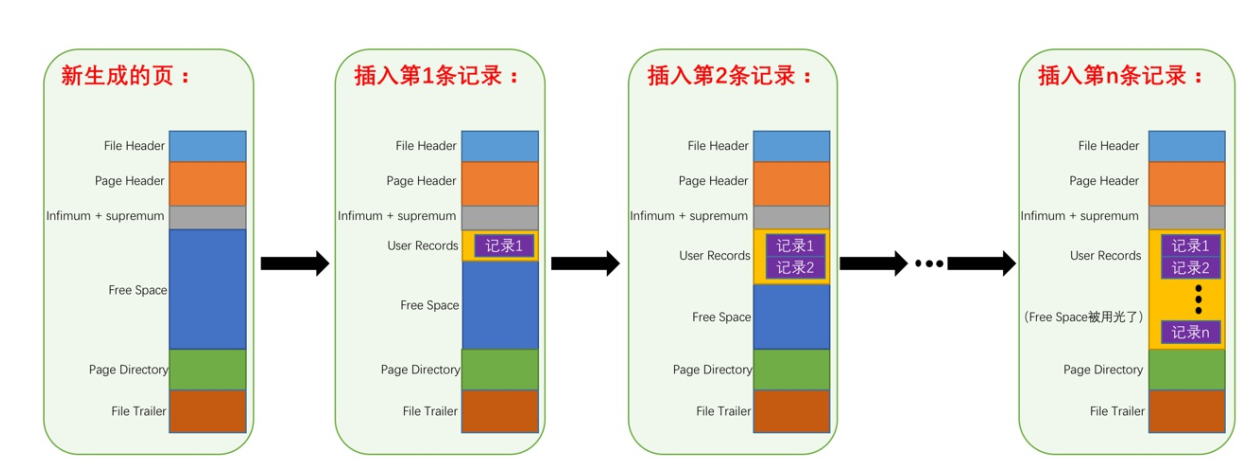 新生成的页：
File Header
Page Header
Infimum + supremum
Free Space
Page Directory
File Trailer
插入第1条记录：
File Header
Page Header
Infimum + supremum
User Records
记录1
Free Space
Page Directory
File Trailer
插入第2条记录：
File Header
Page Header
Infimum + supremum
User Records
记录1
记录2
Free Space
Page Directory
File Trailer
插入第n条记录：
File Header
Page Header
Infimum + supremum
User Records
记录1
记录2
（Free Space被用光了）
记录n
Page Directory
File Trailer